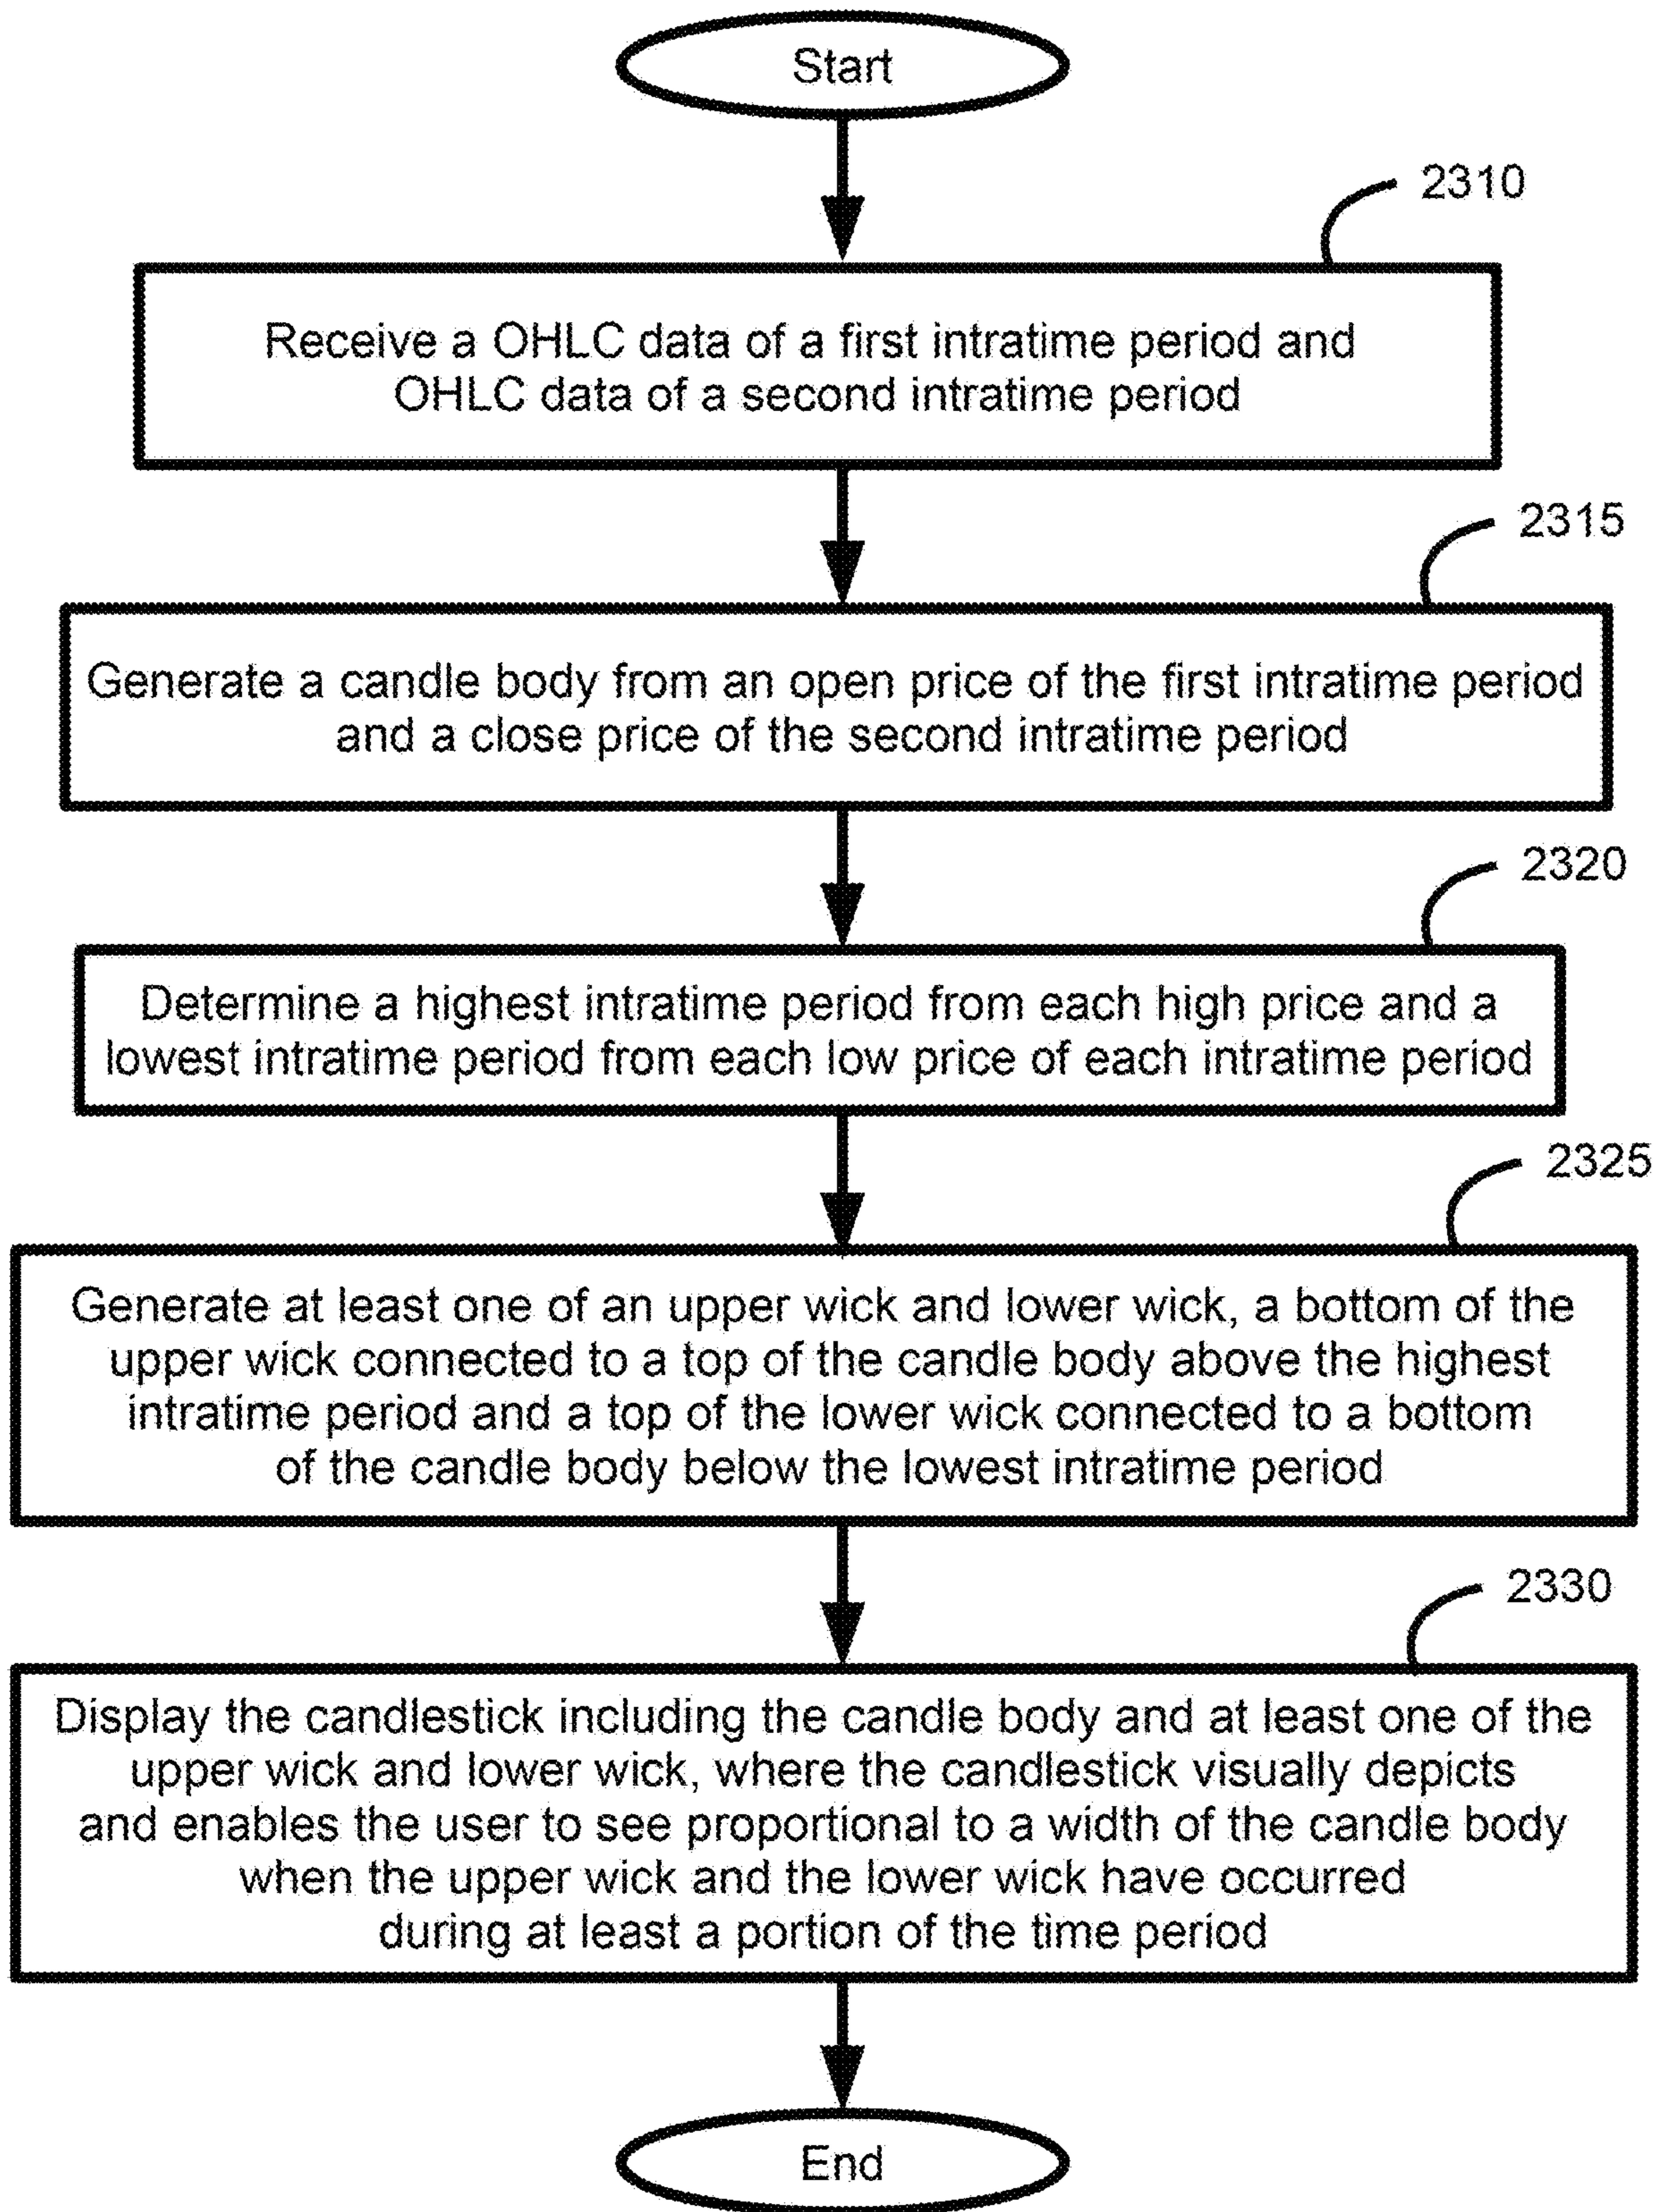 Start
2310
Receive a OHLC data of a first intratime period and
OHLC data of a second intratime period
2315
Generate a candle body from an open price of the first intratime period
and a close price of the second intratime period
2320
Determine a highest intratime period from each high price and a
lowest intratime period from each low price of each intratime period
2325
Generate at least one of an upper wick and lower wick, a bottom of the
upper wick connected to a top of the candle body above the highest
intratime period and a top of the lower wick connected to a bottom
of the candle body below the lowest intratime period
2330
Display the candlestick including the candle body and at least one of the
upper wick and lower wick, where the candlestick visually depicts
and enables the user to see proportional to a width of the candle body
when the upper wick and the lower wick have occurred
during at least a portion of the time period
End